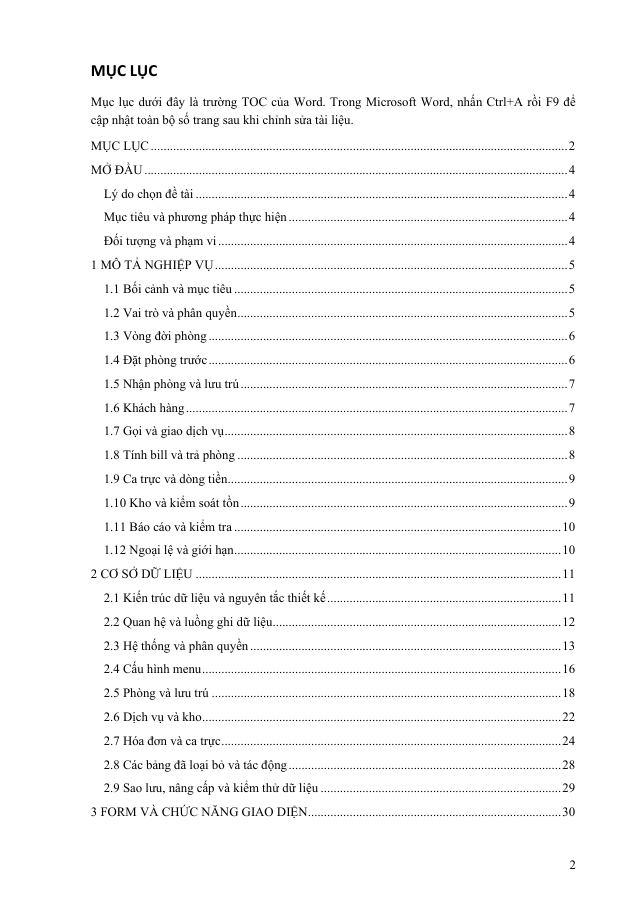 MỤC LỤC
Mục lục dưới đây là trường TOC của Word. Trong Microsoft Word, nhấn Ctrl+A rồi F9 để
cập nhật toàn bộ số trang sau khi chỉnh sửa tài liệu.
MỤC LỤC 2
MỞ ĐẦU 4
Lý do chọn đề tài 4
Mục tiêu và phương pháp thực hiện 4
Đối tượng và phạm vi 4
1 MÔ TẢ NGHIỆP VỤ 5
1.1 Bối cảnh và mục tiêu 5
1.2 Vai trò và phân quyền 5
1.3 Vòng đời phòng 6
1.4 Đặt phòng trước 6
1.5 Nhận phòng và lưu trú 7
1.6 Khách hàng 7
1.7 Gọi và giao dịch vụ 8
1.8 Tính bill và trả phòng 8
1.9 Ca trực và dòng tiền 9
1.10 Kho và kiểm soát tồn 9
1.11 Báo cáo và kiểm tra 10
1.12 Ngoại lệ và giới hạn 10
2 CƠ SỞ DỮ LIỆU 11
2.1 Kiến trúc dữ liệu và nguyên tắc thiết kế 11
2.2 Quan hệ và luồng ghi dữ liệu 12
2.3 Hệ thống và phân quyền 13
2.4 Cấu hình menu 16
2.5 Phòng và lưu trú 18
2.6 Dịch vụ và kho 22
2.7 Hóa đơn và ca trực 24
2.8 Các bảng đã loại bỏ và tác động 28
2.9 Sao lưu, nâng cấp và kiểm thử dữ liệu 29
3 FORM VÀ CHỨC NĂNG GIAO DIỆN 30
2